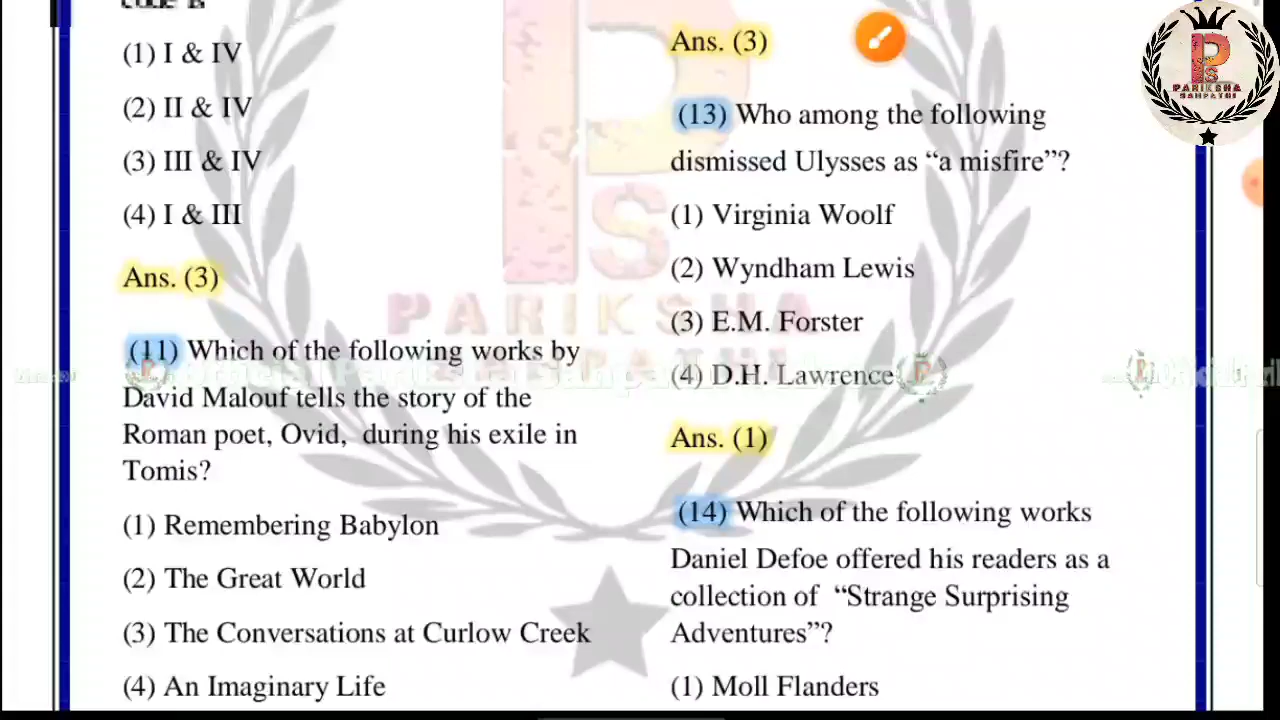 (1) I & IV
(2) II & IV
(3) III & IV
(4) I & III
Ans. (3)
(11) Which of the following works by
David Malouf tells the story of the
Roman poet, Ovid, during his exile in
Tomis?
(1) Remembering Babylon
(2) The Great World
(3) The Conversations at Curlow Creek
(4) An Imaginary Life
Ans. (3)
(13) Who among the following
dismissed Ulysses as “a misfire”?
(1) Virginia Woolf
(2) Wyndham Lewis
(3) E.M. Forster
(4) D.H. Lawrence
Ans. (1)
(14) Which of the following works
Daniel Defoe offered his readers as a
collection of “Strange Surprising
Adventures”?
(1) Moll Flanders
PS
PARIKSHA
PS
PARIKSHA
SANPATHI